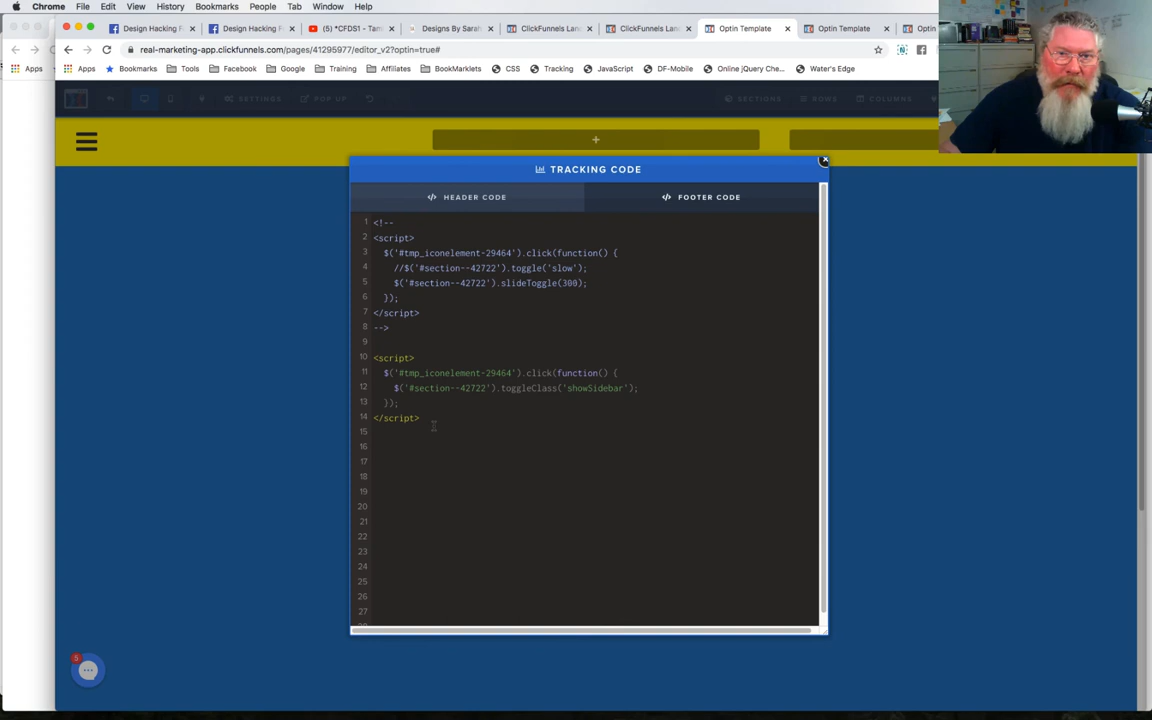 Chrome File Edit View History Bookmarks People Tab Window Help
Design Hacking F
Design Hacking F
(5) *CFDS1 - Tam
Designs By Sarah
ClickFunnels Lan
ClickFunnels Lan
Optin Template
Optin Template
Optin
real-marketing-app.clickfunnels.com/pages/41295977/editor_v2?optin=true#
Apps
Apps Bookmarks Tools Facebook Google Training Affiliates BookMarklets CSS Tracking JavaScript DF-Mobile Online jQuery Che... Water's Edge
SETTINGS POP UP SECTIONS ROWS COLUMNS
+
+
TRACKING CODE
</> HEADER CODE
</> FOOTER CODE
1 <!--
2 <script>
3 $('#tmp_iconelement-29464').click(function() {
4 //$('#section--42722').toggle('slow');
5 $('#section--42722').slideToggle(300);
6 });
7 </script>
8 -->
9
10 <script>
11 $('#tmp_iconelement-29464').click(function() {
12 $('#section--42722').toggleClass('showSidebar');
13 });
14 </script>
15
16
17
18
19
20
21
22
23
24
25
26
27
5